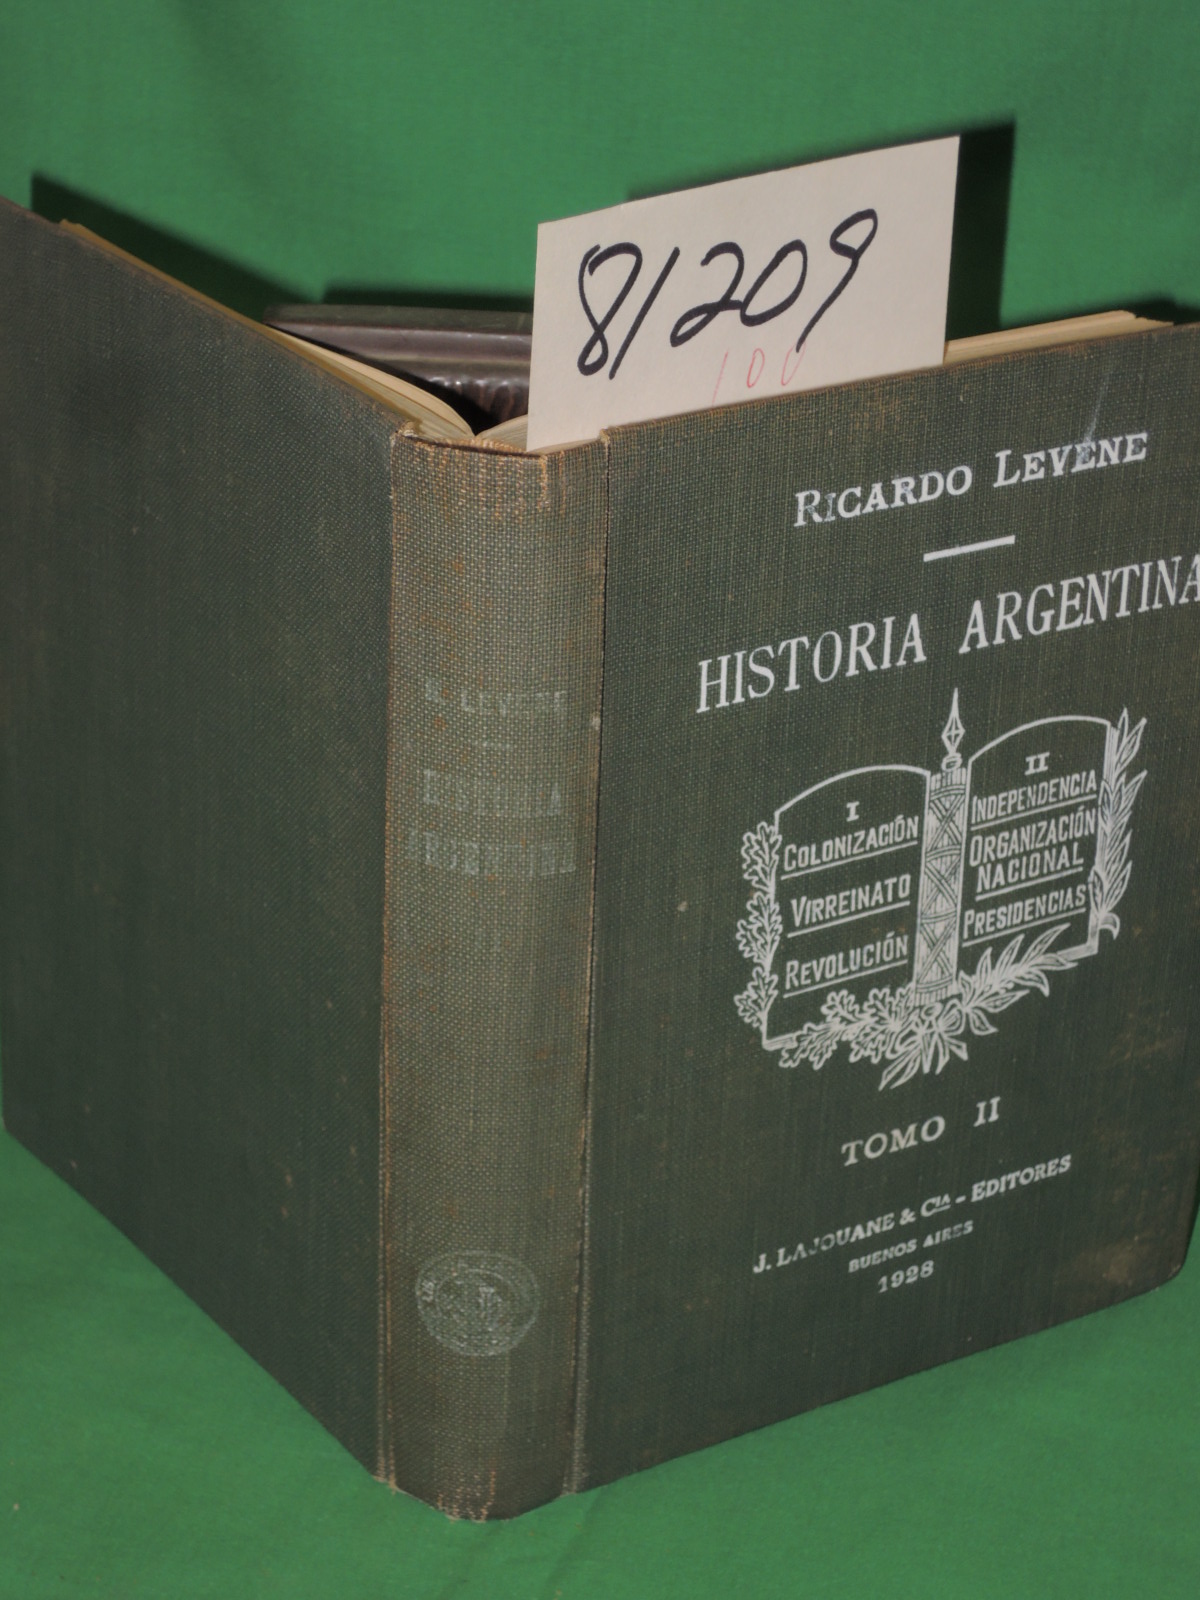 81209
100
RICARDO LEVENE
HISTORIA ARGENTINA
I
COLONIZACIÓN
VIRREINATO
REVOLUCIÓN
II
INDEPENDENCIA
ORGANIZACIÓN
NACIONAL
PRESIDENCIAS
TOMO II
J. LAJOUANE & CIA - EDITORES
BUENOS AIRES
1928
R. LEVENE
HISTORIA
ARGENTINA